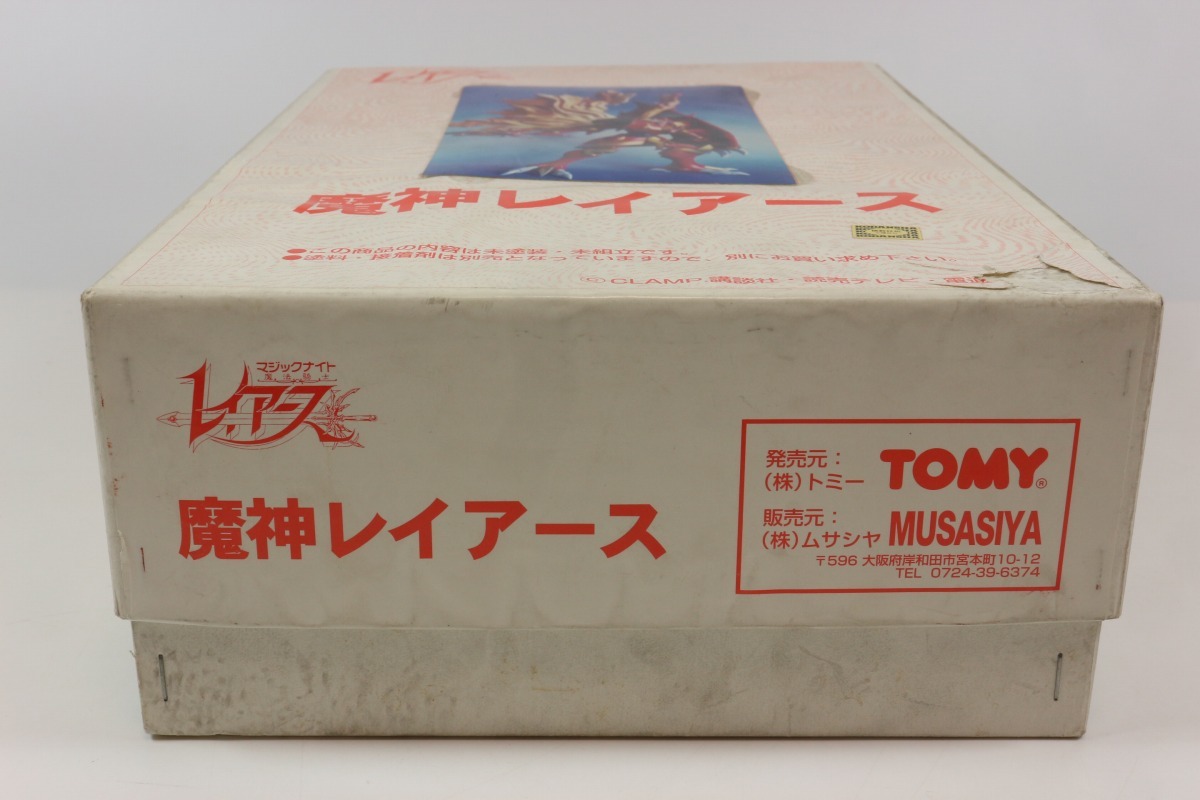 レイアース
魔神レイアース
●この商品の内容は未塗装・未組立です。
●塗料・接着剤は別売となっていますので、別にお買い求め下さい。
©CLAMP・講談社・読売テレビ・電通
マジックナイト
魔法騎士
レイアース
魔神レイアース
発売元：
(株)トミー
TOMY®
販売元：
(株)ムサシヤ
MUSASIYA
〒596 大阪府岸和田市宮本町10-12
TEL 0724-39-6374